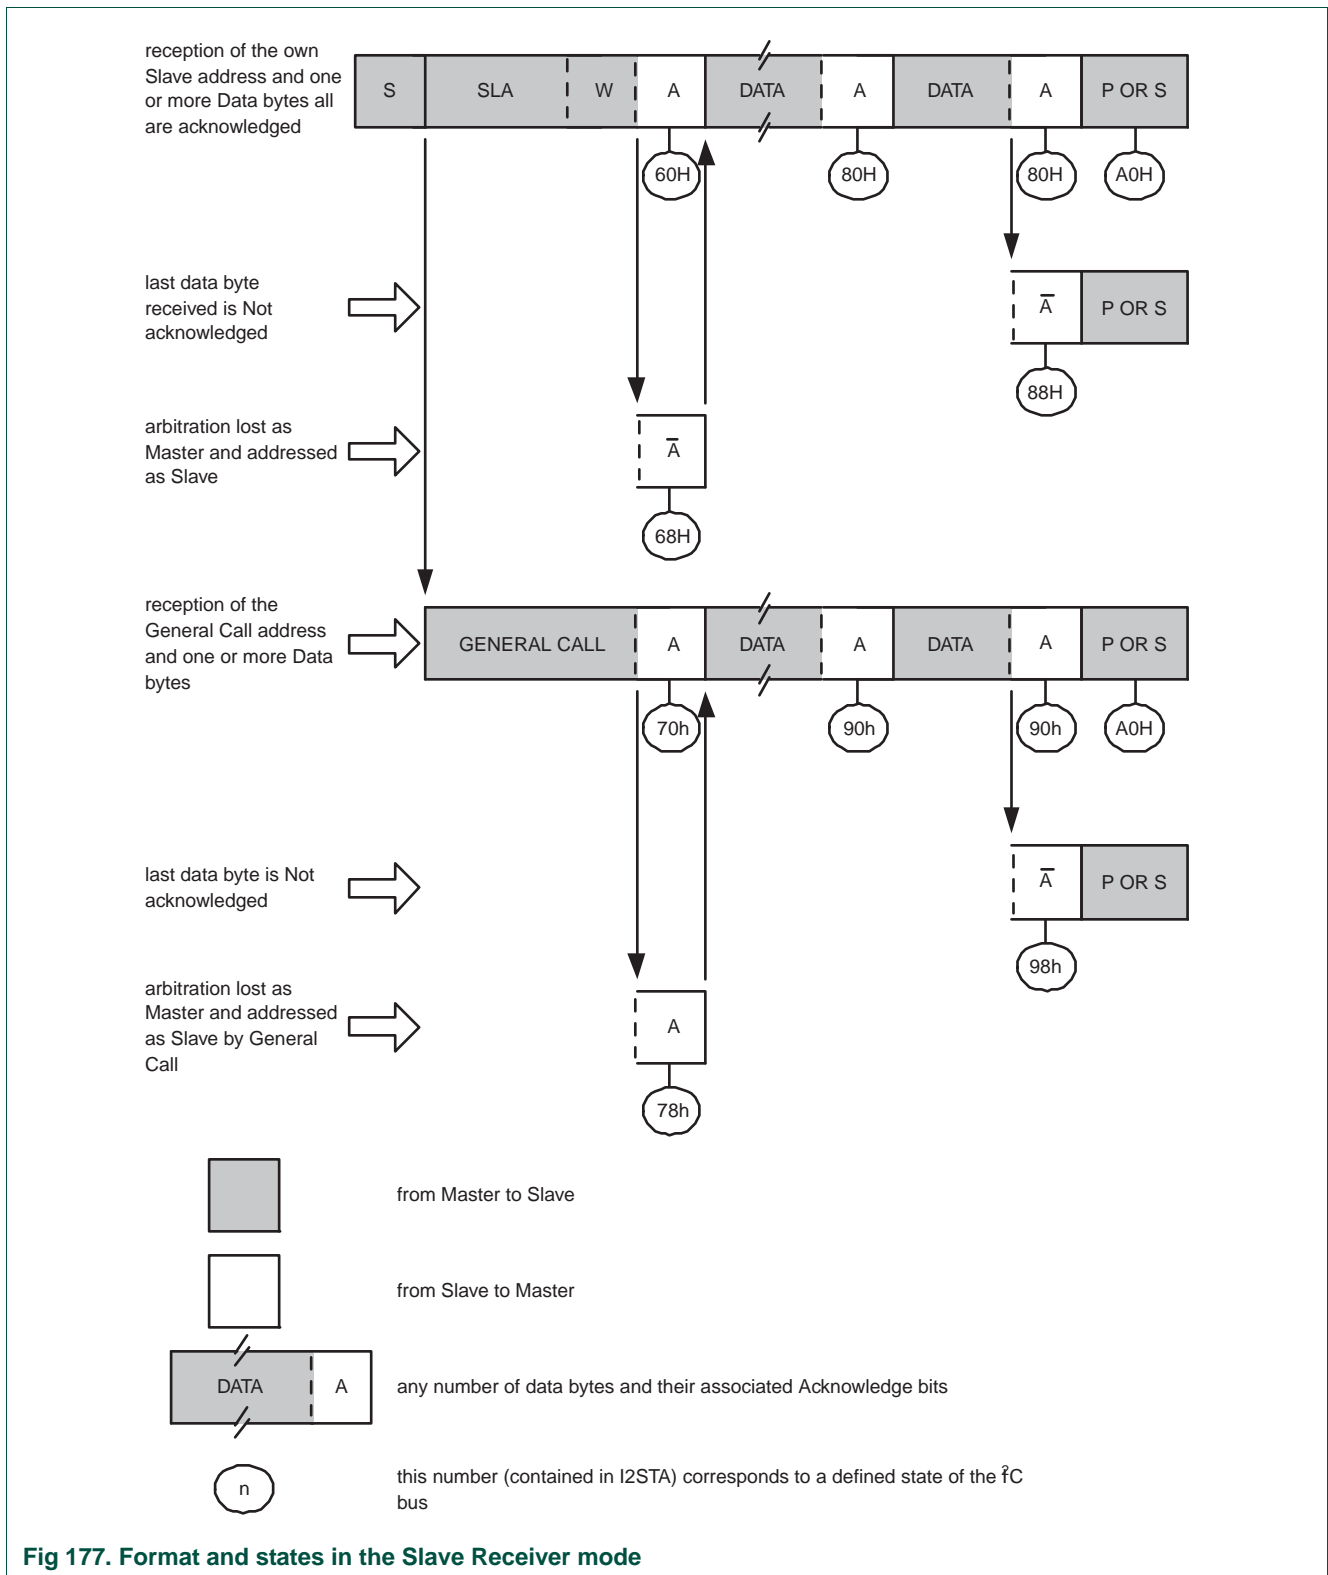 reception of the own
Slave address and one
or more Data bytes all
are acknowledged
S SLA W A DATA A DATA A P OR S
60H 80H 80H A0H
last data byte
received is Not
acknowledged
A̅ P OR S
88H
arbitration lost as
Master and addressed
as Slave
A̅
68H
reception of the
General Call address
and one or more Data
bytes
GENERAL CALL A DATA A DATA A P OR S
70h 90h 90h A0H
last data byte is Not
acknowledged
A̅ P OR S
98h
arbitration lost as
Master and addressed
as Slave by General
Call
A
78h
from Master to Slave
from Slave to Master
DATA A any number of data bytes and their associated Acknowledge bits
n this number (contained in I2STA) corresponds to a defined state of the I²C
bus
Fig 177. Format and states in the Slave Receiver mode